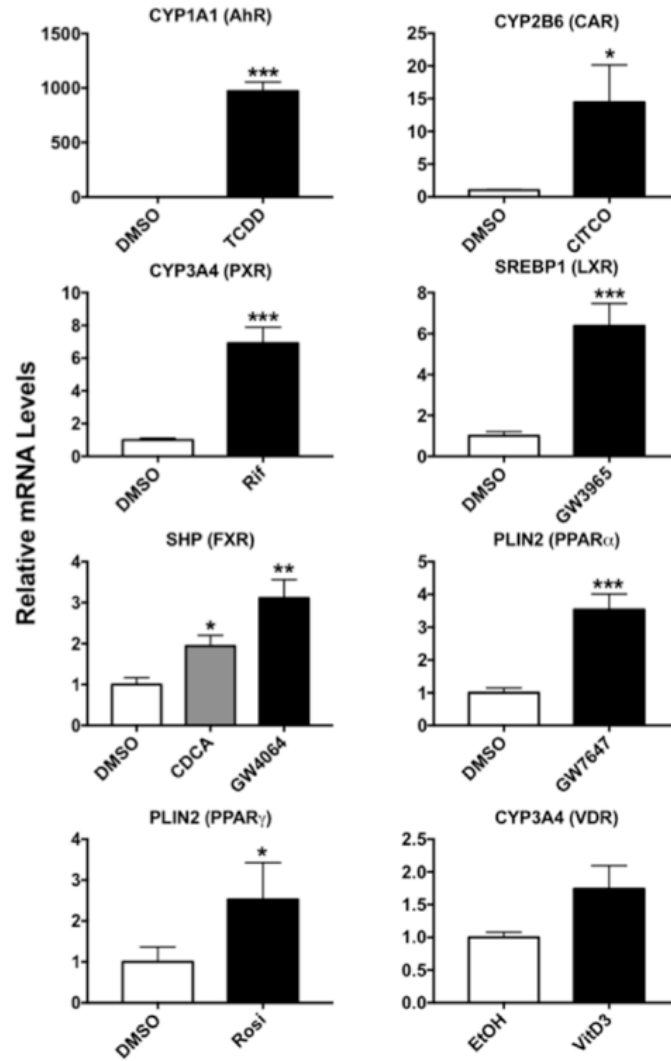 Relative mRNA Levels
CYP1A1 (AhR)
1500
1000
500
0
***
DMSO
TCDD
CYP2B6 (CAR)
25
20
15
10
5
0
*
DMSO
CITCO
CYP3A4 (PXR)
10
8
6
4
2
0
***
DMSO
Rif
SREBP1 (LXR)
8
6
4
2
0
***
DMSO
GW3965
SHP (FXR)
4
3
2
1
0
*
**
DMSO
CDCA
GW4064
PLIN2 (PPARα)
5
4
3
2
1
0
***
DMSO
GW7647
PLIN2 (PPARγ)
4
3
2
1
0
*
DMSO
Rosi
CYP3A4 (VDR)
2.5
2.0
1.5
1.0
0.5
0.0
EtOH
VitD3